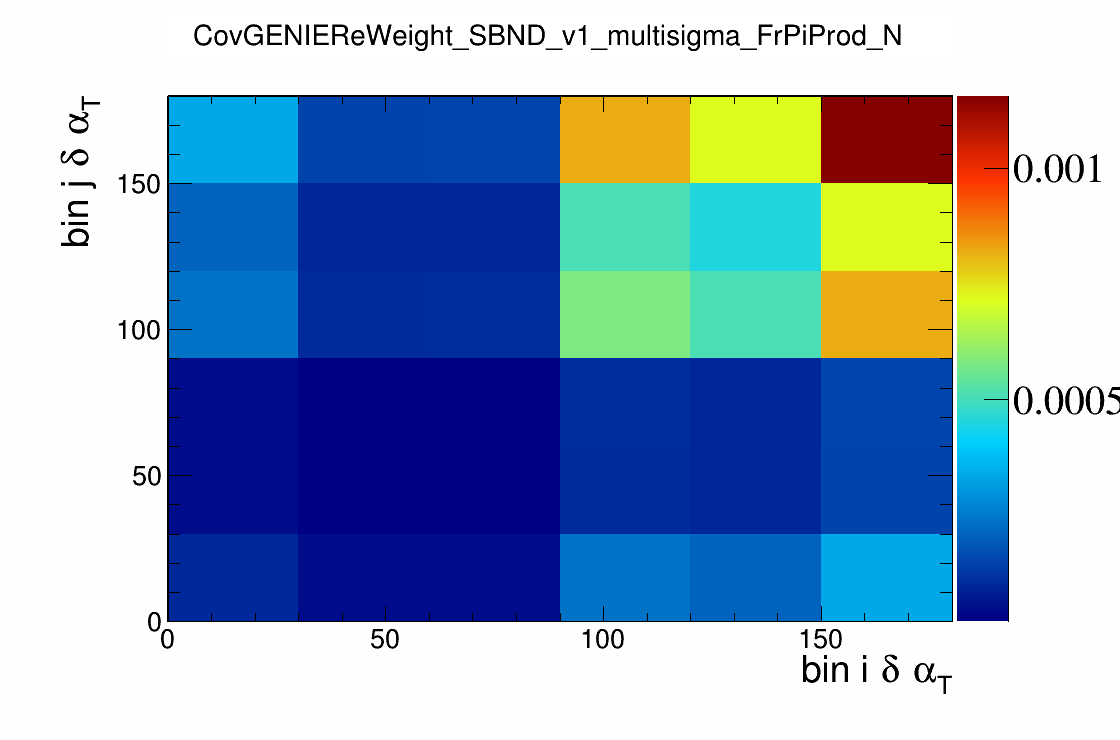 CovGENIEReWeight_SBND_v1_multisigma_FrPiProd_N
bin j δ α_T
150
100
50
0
0 50 100 150
bin i δ α_T
0.001
0.0005